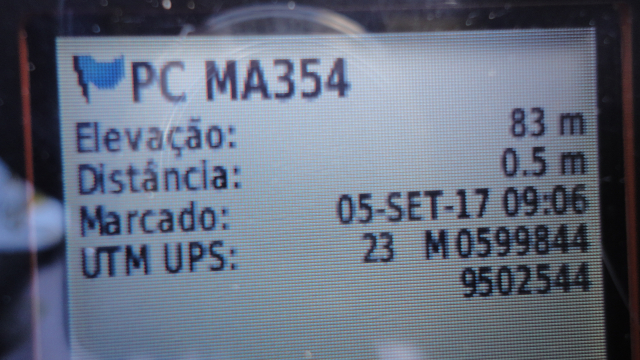 PC MA354
Elevação: 83 m
Distância: 0.5 m
Marcado: 05-SET-17 09:06
UTM UPS: 23 M 0599844
9502544